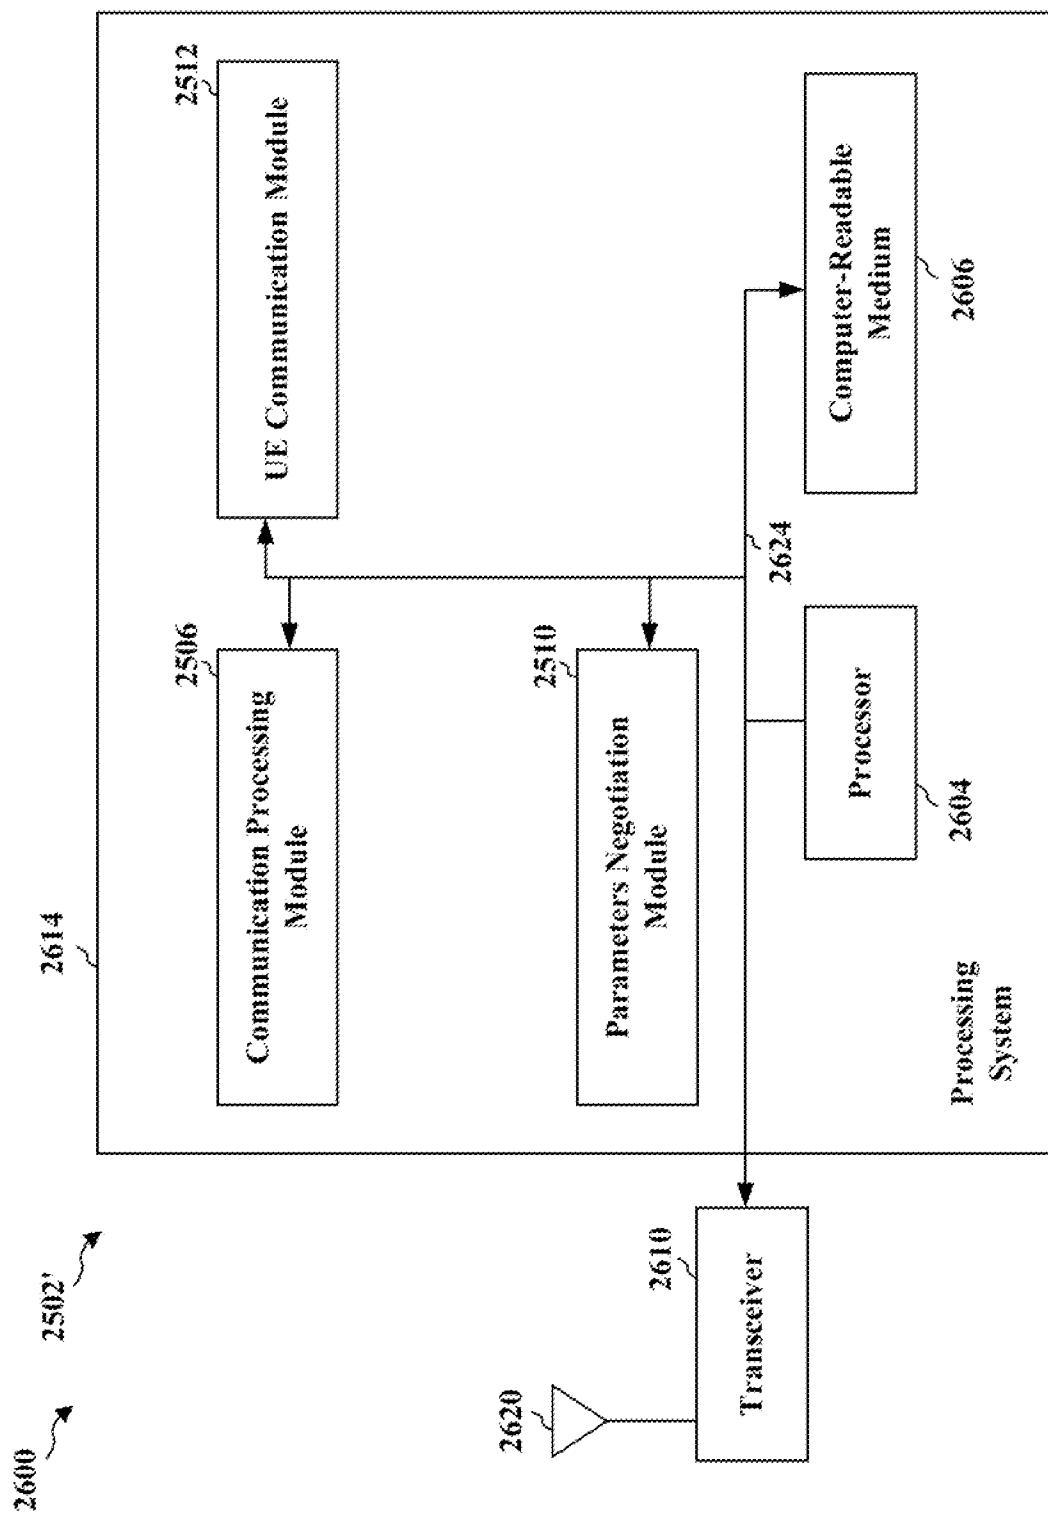 2600
2502'
2614
2620
2610
Transceiver
2506
Communication Processing
Module
2512
UE Communication Module
2510
Parameters Negotiation
Module
2624
Processor
2604
Computer-Readable
Medium
2606
Processing
System